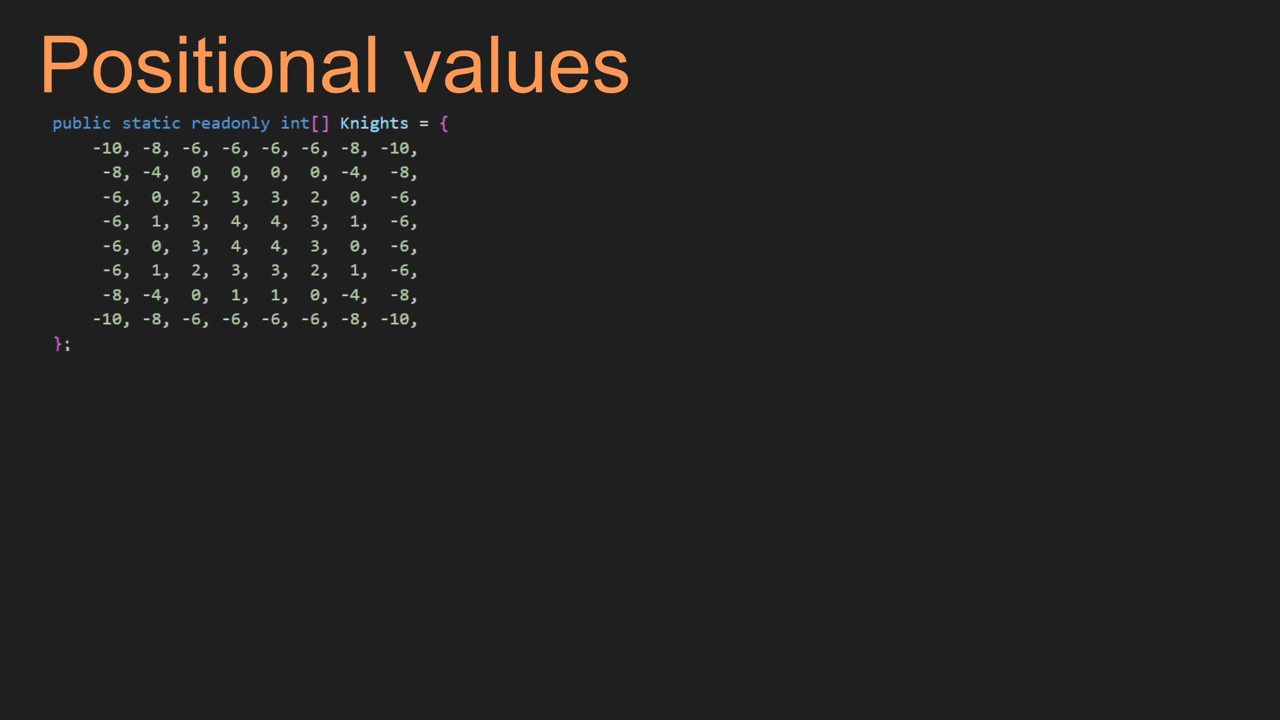 Positional values
public static readonly int[] Knights = {
-10, -8, -6, -6, -6, -6, -8, -10,
-8, -4, 0, 0, 0, 0, -4, -8,
-6, 0, 2, 3, 3, 2, 0, -6,
-6, 1, 3, 4, 4, 3, 1, -6,
-6, 0, 3, 4, 4, 3, 0, -6,
-6, 1, 2, 3, 3, 2, 1, -6,
-8, -4, 0, 1, 1, 0, -4, -8,
-10, -8, -6, -6, -6, -6, -8, -10,
};